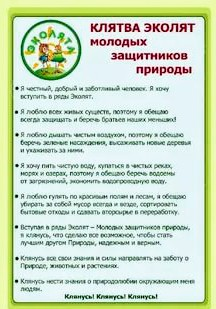 ЭКОЛЯТА
КЛЯТВА ЭКОЛЯТ
молодых
защитников
природы
Я честный, добрый и заботливый человек. Я хочу
вступить в ряды Эколят.
Я люблю всех живых существ, поэтому я обещаю
всегда защищать и беречь братьев наших меньших!
Я люблю дышать чистым воздухом, поэтому я обещаю
беречь зеленые насаждения, высаживать новые деревья
и ухаживать за ними.
Я хочу пить чистую воду, купаться в чистых реках,
морях и озерах, поэтому я обещаю беречь водоемы
от загрязнений, экономить водопроводную воду.
Я люблю гулять по красивым полям и лесам, я обещаю
убирать за собой мусор всегда и везде, сортировать
бытовые отходы и сдавать вторсырье в переработку.
Вступая в ряды Эколят – Молодых защитников природы,
я клянусь, что сделаю все возможное, чтобы стать
лучшим другом Природы, надежным и верным.
Клянусь все свои знания и силы направлять на заботу о
Природе, животных и растениях.
Клянусь нести знания о природолюбии окружающим меня
людям.
Клянусь! Клянусь! Клянусь!